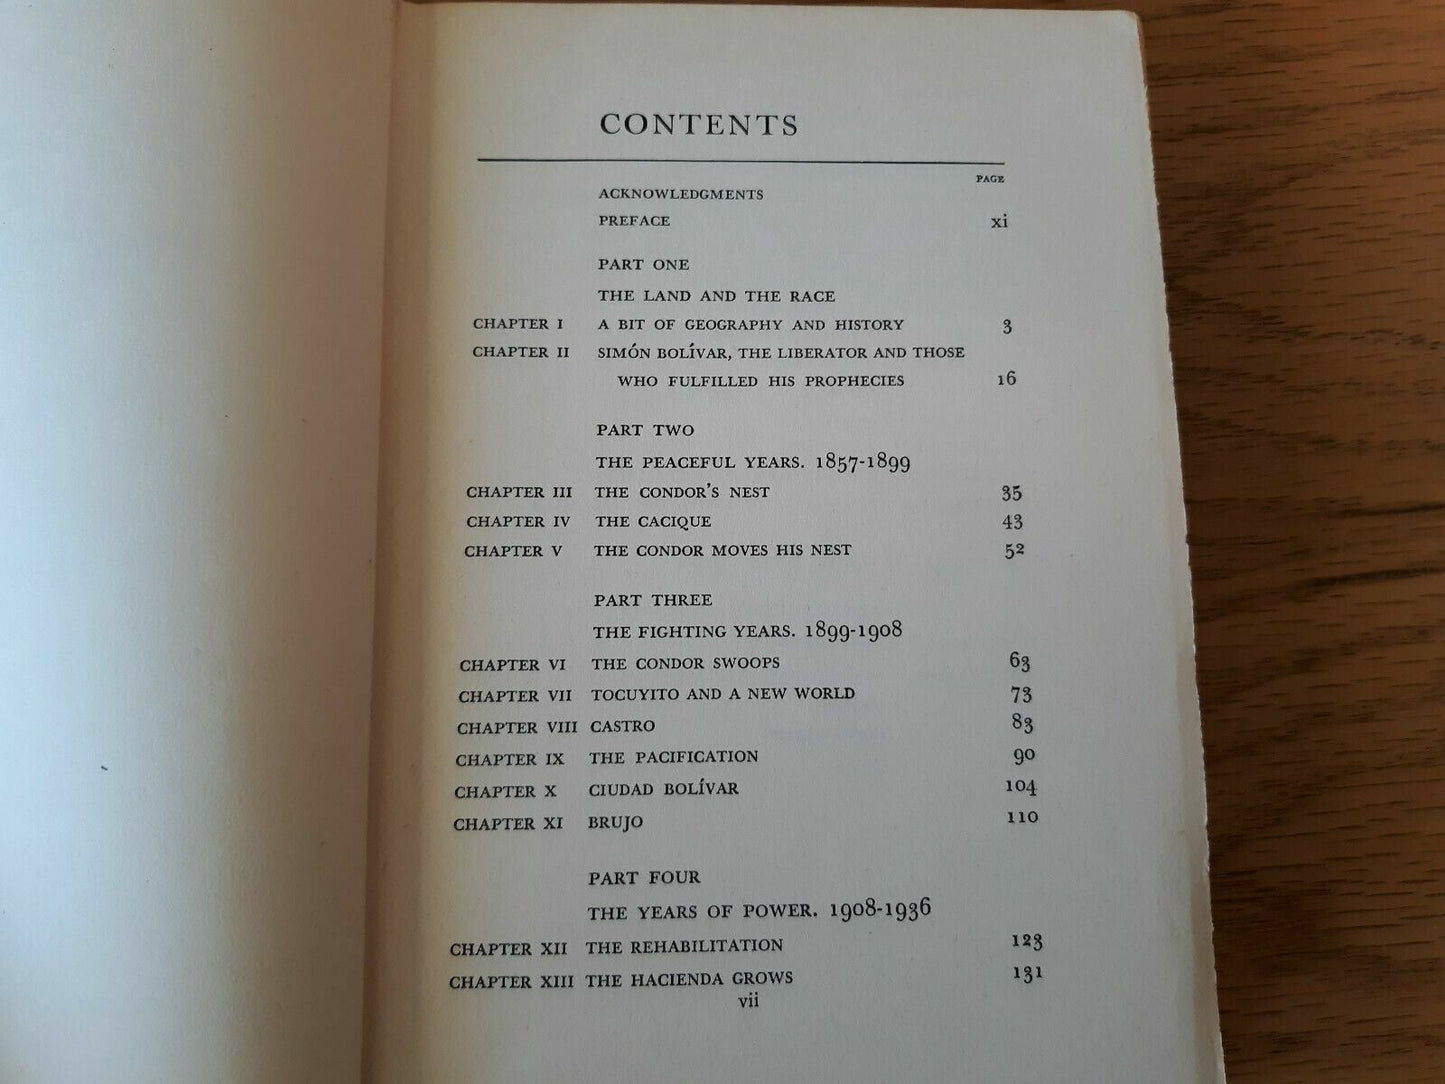 CONTENTS
PAGE
ACKNOWLEDGMENTS
PREFACE xi
PART ONE
THE LAND AND THE RACE
CHAPTER I A BIT OF GEOGRAPHY AND HISTORY 3
CHAPTER II SIMÓN BOLÍVAR, THE LIBERATOR AND THOSE
WHO FULFILLED HIS PROPHECIES 16
PART TWO
THE PEACEFUL YEARS. 1857-1899
CHAPTER III THE CONDOR'S NEST 35
CHAPTER IV THE CACIQUE 43
CHAPTER V THE CONDOR MOVES HIS NEST 52
PART THREE
THE FIGHTING YEARS. 1899-1908
CHAPTER VI THE CONDOR SWOOPS 63
CHAPTER VII TOCUYITO AND A NEW WORLD 73
CHAPTER VIII CASTRO 83
CHAPTER IX THE PACIFICATION 90
CHAPTER X CIUDAD BOLÍVAR 104
CHAPTER XI BRUJO 110
PART FOUR
THE YEARS OF POWER. 1908-1936
CHAPTER XII THE REHABILITATION 123
CHAPTER XIII THE HACIENDA GROWS 131
vii